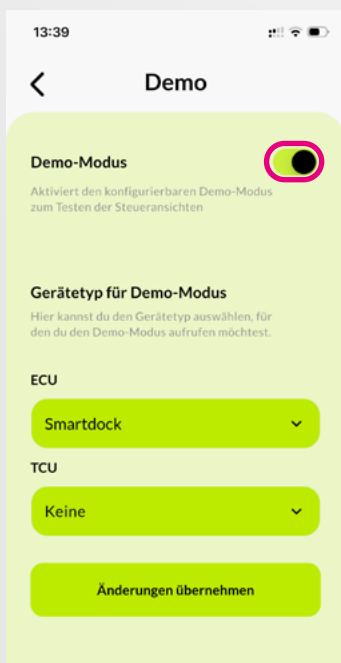 13:39
Demo
Demo-Modus
Aktiviert den konfigurierbaren Demo-Modus
zum Testen der Steueransichten
Gerätetyp für Demo-Modus
Hier kannst du den Gerätetyp auswählen, für
den du den Demo-Modus aufrufen möchtest.
ECU
Smartdock
TCU
Keine
Änderungen übernehmen